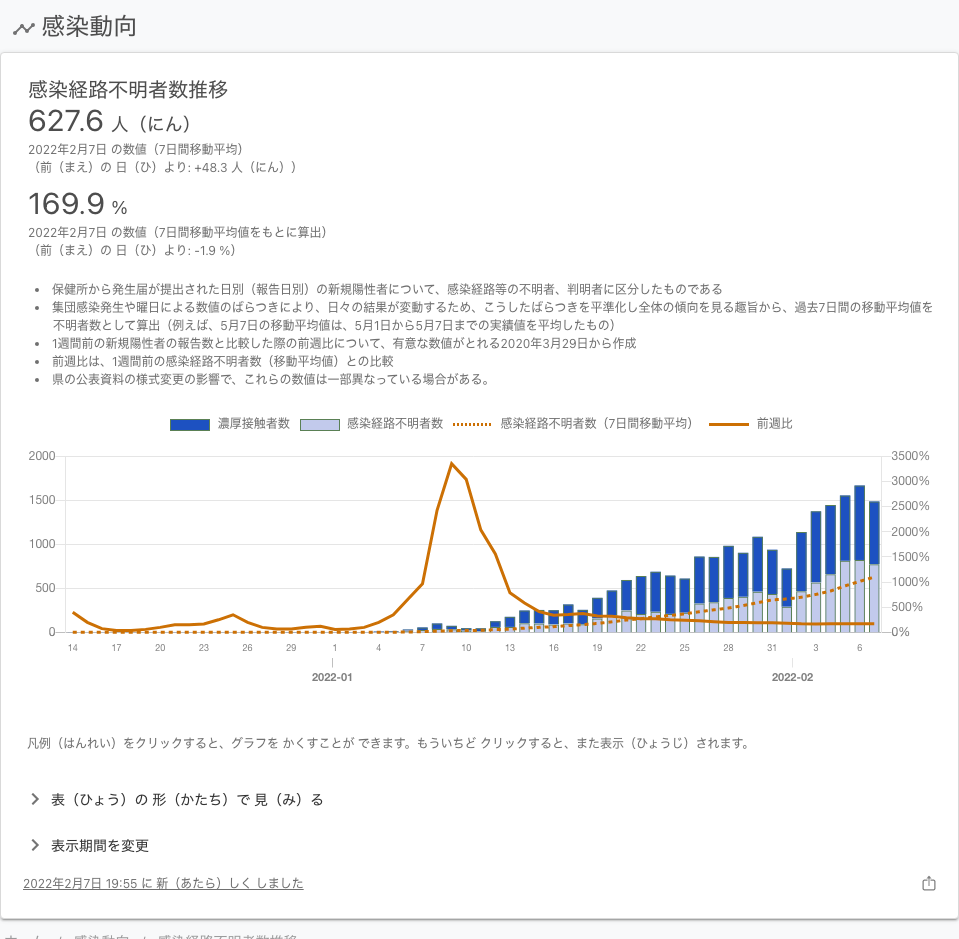 感染動向
感染経路不明者数推移
627.6 人（にん）
2022年2月7日 の数値（7日間移動平均）
（前（まえ）の 日（ひ）より: +48.3 人（にん））
169.9 %
2022年2月7日 の数値（7日間移動平均値をもとに算出）
（前（まえ）の 日（ひ）より: -1.9 %）
• 保健所から発生届が提出された日別（報告日別）の新規陽性者について、感染経路等の不明者、判明者に区分したものである
• 集団感染発生や曜日による数値のばらつきにより、日々の結果が変動するため、こうしたばらつきを平準化し全体の傾向を見る趣旨から、過去7日間の移動平均値を
不明者数として算出（例えば、5月7日の移動平均値は、5月1日から5月7日までの実績値を平均したもの）
• 1週間前の新規陽性者の報告数と比較した際の前週比について、有意な数値がとれる2020年3月29日から作成
• 前週比は、1週間前の感染経路不明者数（移動平均値）との比較
• 県の公表資料の様式変更の影響で、これらの数値は一部異なっている場合がある。
濃厚接触者数 感染経路不明者数 感染経路不明者数（7日間移動平均） 前週比
2000 3500%
3000%
1500 2500%
2000%
1000 1500%
1000%
500 500%
0 0%
14 17 20 23 26 29 1 4 7 10 13 16 19 22 25 28 31 3 6
2022-01 2022-02
凡例（はんれい）をクリックすると、グラフを かくすことが できます。もういちど クリックすると、また表示（ひょうじ）されます。
表（ひょう）の 形（かたち）で 見（み）る
表示期間を変更
2022年2月7日 19:55 に 新（あたら）しく しました